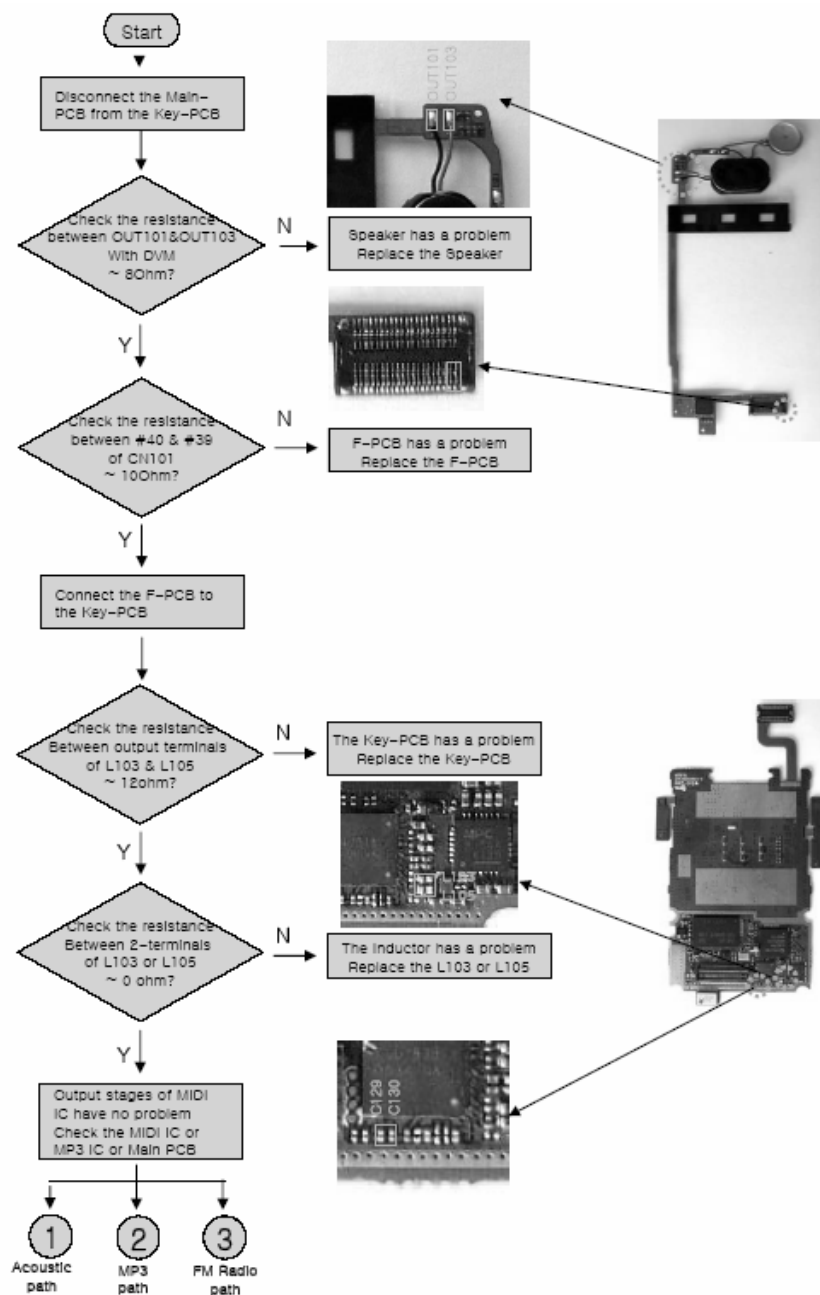 Start
Disconnect the Main-
PCB from the Key-PCB
OUT101
OUT103
Check the resistance
between OUT101&OUT103
With DVM
~ 8Ohm?
N
Speaker has a problem
Replace the Speaker
Y
Check the resistance
between #40 & #39
of CN101
~ 10Ohm?
N
F-PCB has a problem
Replace the F-PCB
Y
Connect the F-PCB to
the Key-PCB
Check the resistance
Between output terminals
of L103 & L105
~ 12ohm?
N
The Key-PCB has a problem
Replace the Key-PCB
Y
Check the resistance
Between 2-terminals
of L103 or L105
~ 0 ohm?
N
The Inductor has a problem
Replace the L103 or L105
Y
C129
C130
Output stages of MIDI
IC have no problem
Check the MIDI IC or
MP3 IC or Main PCB
1
2
3
Acoustic
path
MP3
path
FM Radio
path